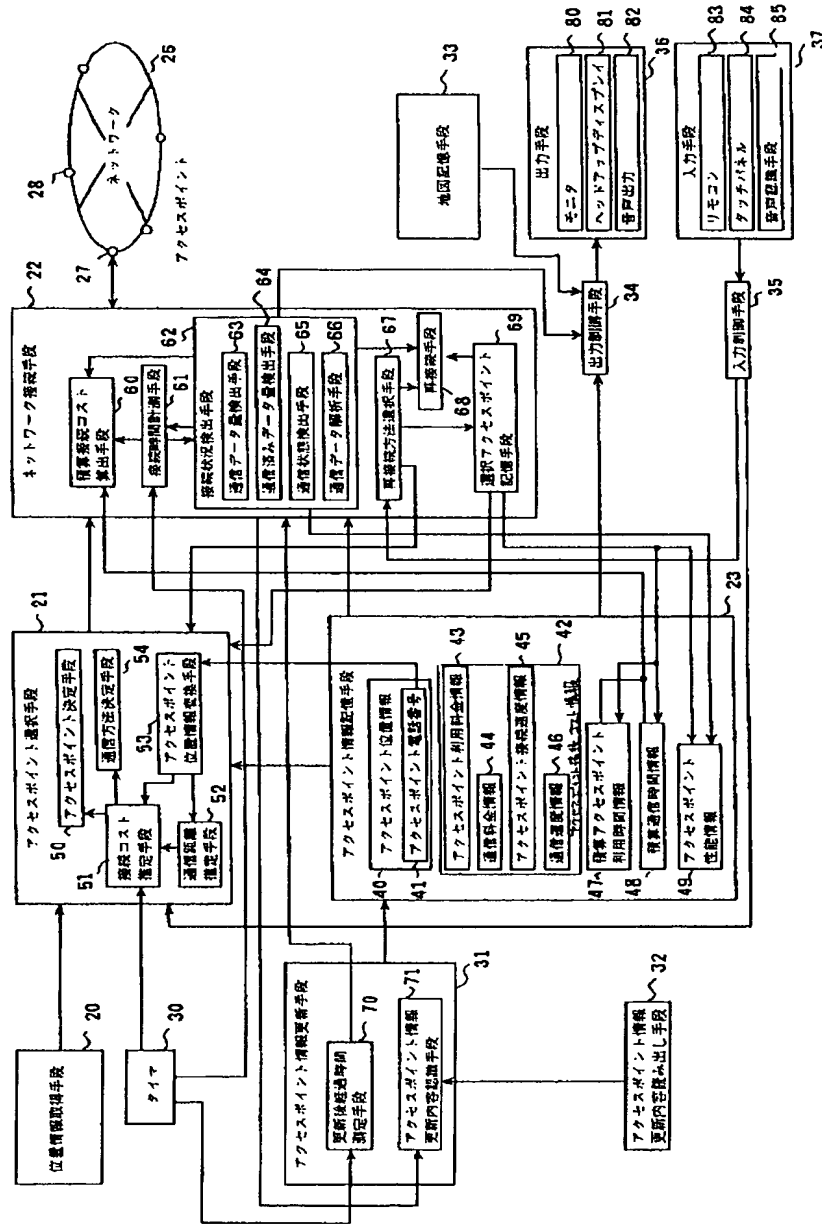 位置情報取得手段
20
タイマ
30
アクセスポイント選択手段
21
50
アクセスポイント決定手段
51
接続コスト
推定手段
通信方法決定手段
54
53
アクセスポイント
位置情報変換手段
通信距離
推定手段
52
ネットワーク接続手段
22
積算接続コスト
算出手段
60
接続時間計測手段
61
接続状況検出手段
62
通信データ量検出手段
63
通信済みデータ量検出手段
64
通信状態検出手段
65
通信データ解析手段
66
再接続方法選択手段
67
再接続手段
68
選択アクセスポイント
記憶手段
69
ネットワーク
26
27
28
アクセスポイント
アクセスポイント情報更新手段
31
更新後経過時間
測定手段
70
アクセスポイント情報
更新内容認識手段
71
アクセスポイント情報
更新内容読み出し手段
32
アクセスポイント情報記憶手段
23
アクセスポイント位置情報
40
アクセスポイント電話番号
41
アクセスポイント利用料金情報
43
通信料金情報
44
アクセスポイント接続速度情報
45
通信速度情報
46
アクセスポイント接続コスト情報
42
積算アクセスポイント
利用時間情報
47
積算通信時間情報
48
アクセスポイント
性能情報
49
地図記憶手段
33
出力制御手段
34
出力手段
36
モニタ
80
ヘッドアップディスプレイ
81
音声出力
82
入力制御手段
35
入力手段
37
リモコン
83
タッチパネル
84
音声認識手段
85